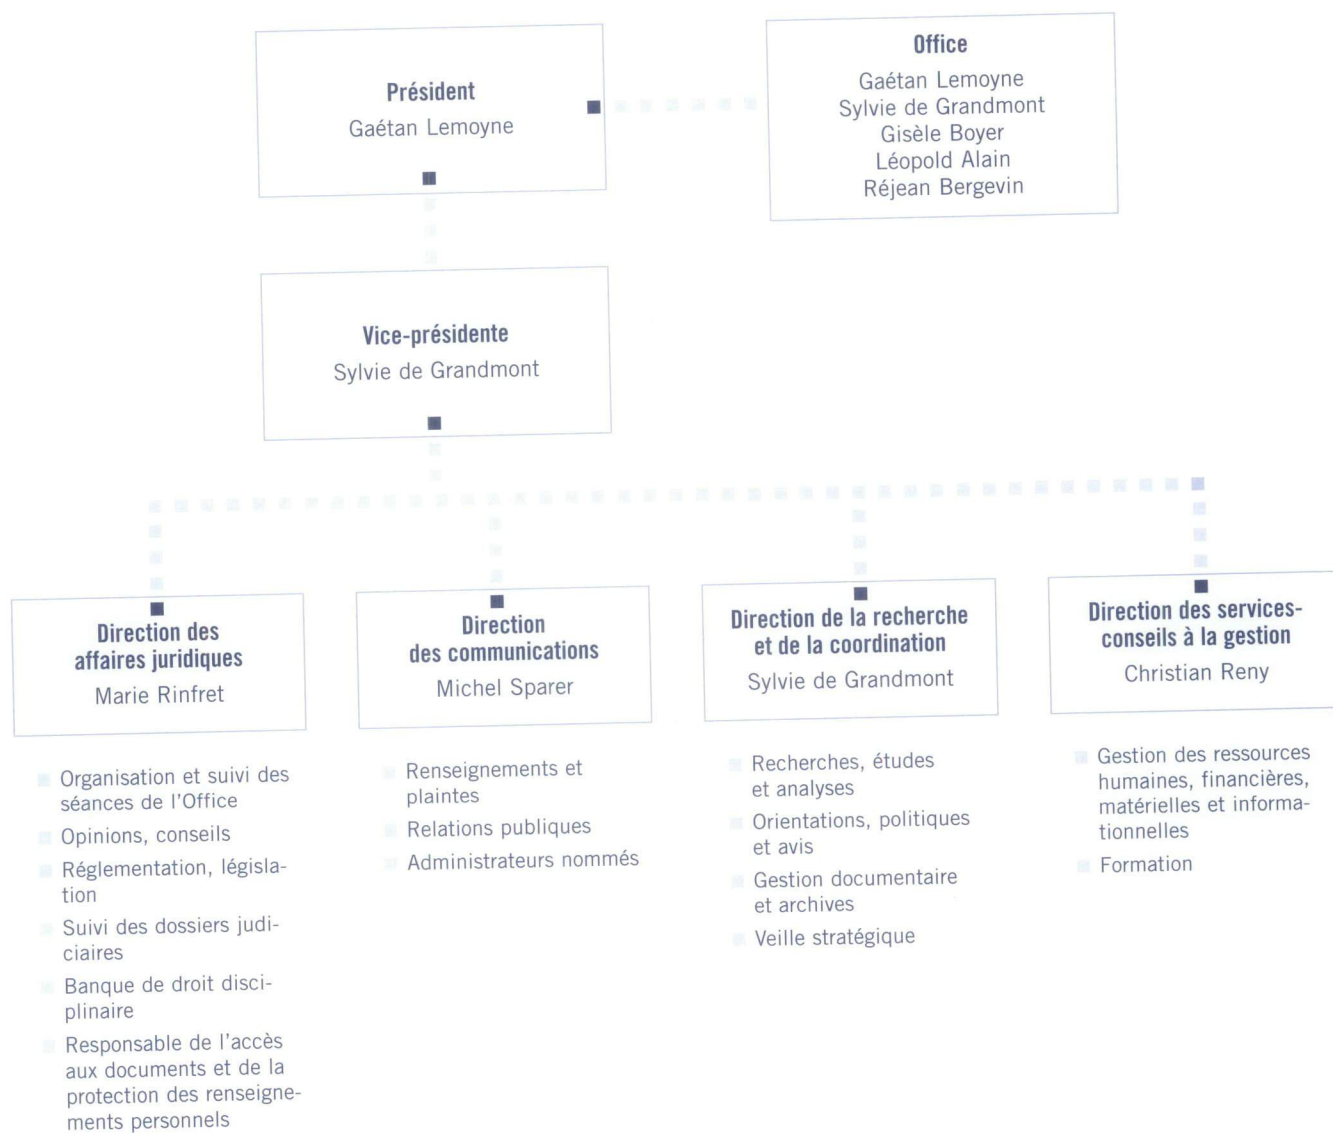 Président
Gaétan Lemoyne
Office
Gaétan Lemoyne
Sylvie de Grandmont
Gisèle Boyer
Léopold Alain
Réjean Bergevin
Vice-présidente
Sylvie de Grandmont
Direction des
affaires juridiques
Marie Rinfret
Organisation et suivi des
séances de l'Office
Opinions, conseils
Réglementation, législa-
tion
Suivi des dossiers judi-
ciaires
Banque de droit disci-
plinaire
Responsable de l'accès
aux documents et de la
protection des renseigne-
ments personnels
Direction
des communications
Michel Sparer
Renseignements et
plaintes
Relations publiques
Administrateurs nommés
Direction de la recherche
et de la coordination
Sylvie de Grandmont
Recherches, études
et analyses
Orientations, politiques
et avis
Gestion documentaire
et archives
Veille stratégique
Direction des services-
conseils à la gestion
Christian Reny
Gestion des ressources
humaines, financières,
matérielles et informa-
tionnelles
Formation